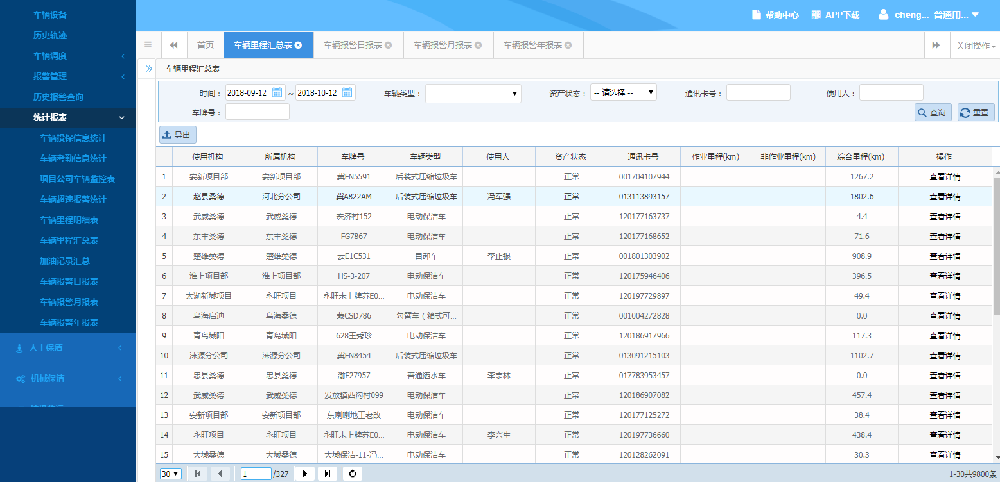 帮助中心 APP下载 cheng... 普通用...
车辆设备
历史轨迹
车辆调度
报警管理
历史报警查询
统计报表
车辆投保信息统计
车辆考勤信息统计
项目公司车辆监控表
车辆超速报警统计
车辆里程明细表
车辆里程汇总表
加油记录汇总
车辆报警日报表
车辆报警月报表
车辆报警年报表
人工保洁
机械保洁
首页 车辆里程汇总表 车辆报警日报表 车辆报警月报表 车辆报警年报表 关闭操作
车辆里程汇总表
时间： 2018-09-12 ~ 2018-10-12 车辆类型： 资产状态： -- 请选择 -- 通讯卡号： 使用人：
车牌号： 查询 重置
导出
使用机构 所属机构 车牌号 车辆类型 使用人 资产状态 通讯卡号 作业里程(km) 非作业里程(km) 综合里程(km) 操作
1 安新项目部 安新项目部 冀FN5591 后装式压缩垃圾车 正常 001704107944 1267.2 查看详情
2 赵县桑德 河北分公司 冀A822AM 后装式压缩垃圾车 冯军强 正常 013113893157 1802.6 查看详情
3 武威桑德 武威桑德 宏济村152 电动保洁车 正常 120177163737 4.4 查看详情
4 东丰桑德 东丰桑德 FG7867 电动保洁车 正常 120177168652 71.6 查看详情
5 楚雄桑德 楚雄桑德 云E1C531 自卸车 李正银 正常 001801303902 908.9 查看详情
6 淮上项目部 淮上项目部 HS-3-207 电动保洁车 正常 120175946406 396.5 查看详情
7 太湖新城项目 永旺项目 永旺未上牌苏E0... 电动保洁车 正常 120197729897 49.4 查看详情
8 乌海启迪 乌海桑德 蒙CSD786 勾臂车（箱式可... 正常 001004272828 0.0 查看详情
9 青岛城阳 青岛城阳 628王秀珍 电动保洁车 正常 120186917966 117.3 查看详情
10 涞源分公司 涞源分公司 冀FN8454 后装式压缩垃圾车 正常 013091215103 1102.7 查看详情
11 忠县桑德 忠县桑德 渝F27957 普通洒水车 李宗林 正常 017783953457 0.0 查看详情
12 武威桑德 武威桑德 发放镇西沟村099 电动保洁车 正常 120186907082 457.4 查看详情
13 安新项目部 安新项目部 东喇喇地王老改 电动保洁车 正常 120177125272 38.4 查看详情
14 永旺项目 永旺项目 永旺未上牌苏E0... 电动保洁车 李兴生 正常 120197736660 438.4 查看详情
15 大城桑德 大城桑德 大城保洁-11-冯... 电动保洁车 正常 120128262091 30.3 查看详情
30 1 /327 1-30共9800条